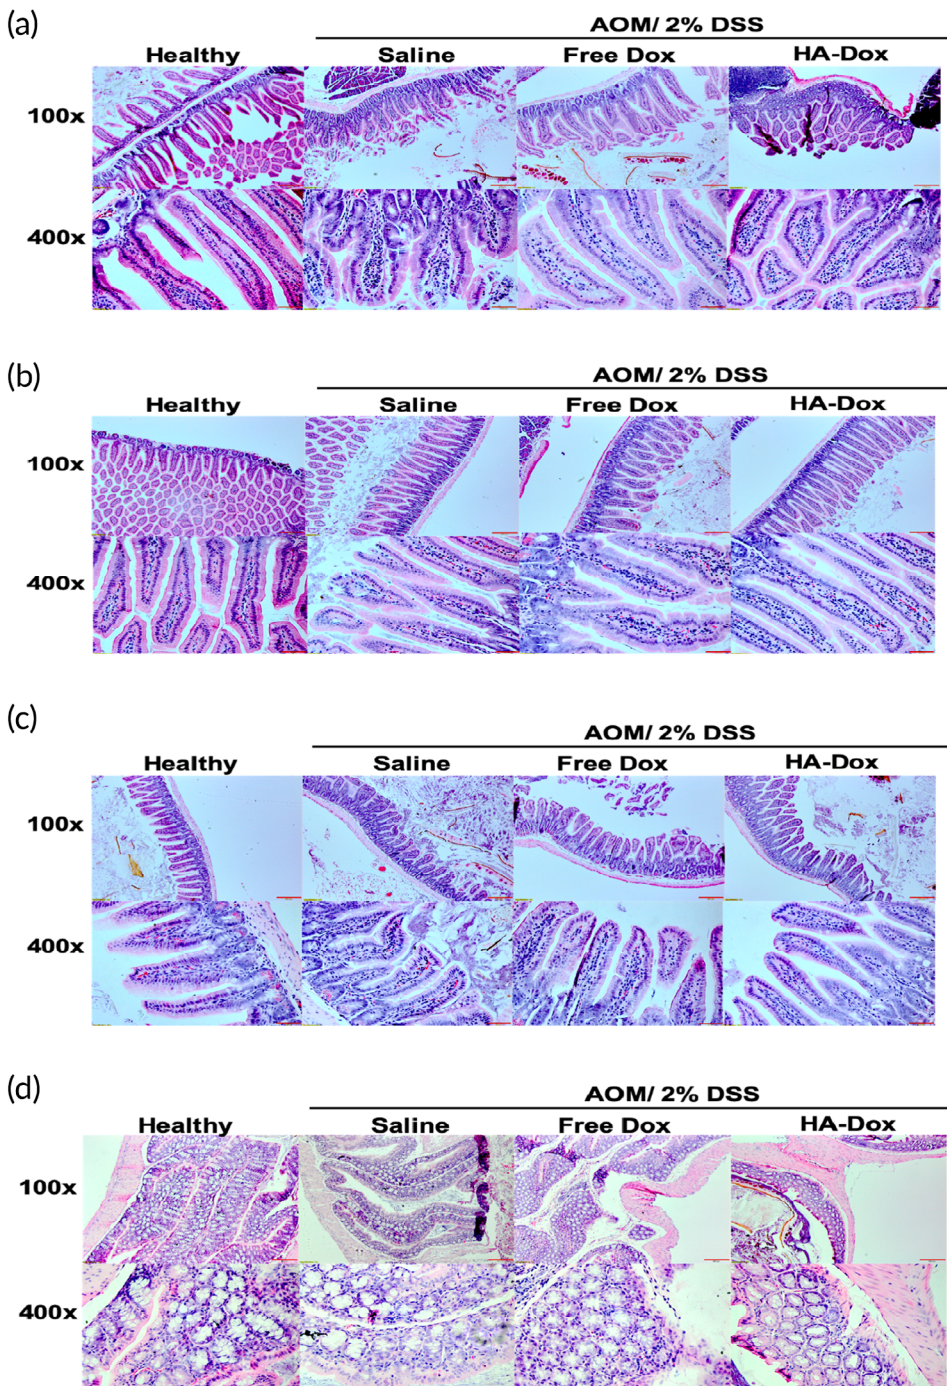 (a)
AOM/ 2% DSS
Healthy Saline Free Dox HA-Dox
100x
400x
(b)
AOM/ 2% DSS
Healthy Saline Free Dox HA-Dox
100x
400x
(c)
AOM/ 2% DSS
Healthy Saline Free Dox HA-Dox
100x
400x
(d)
AOM/ 2% DSS
Healthy Saline Free Dox HA-Dox
100x
400x